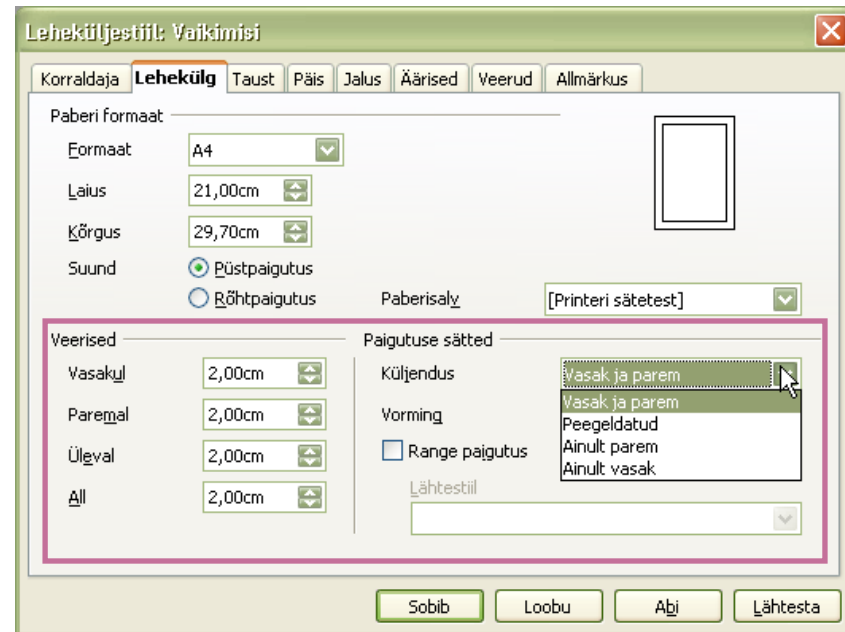 Leheküljestiil: Vaikimisi
Korraldaja Lehekülg Taust Päis Jalus Äärised Veerud Allmärkus
Paberi formaat
Formaat A4
Laius 21,00cm
Kõrgus 29,70cm
Suund Püstpaigutus
Rõhtpaigutus Paberisalv [Printeri sätetest]
Veerised Paigutuse sätted
Vasakul 2,00cm Küljendus Vasak ja parem
Vasak ja parem
Paremal 2,00cm Vorming Peegeldatud
Ainult parem
Üleval 2,00cm Range paigutus Ainult vasak
All 2,00cm Lähtestiil
Sobib Loobu Abi Lähtesta